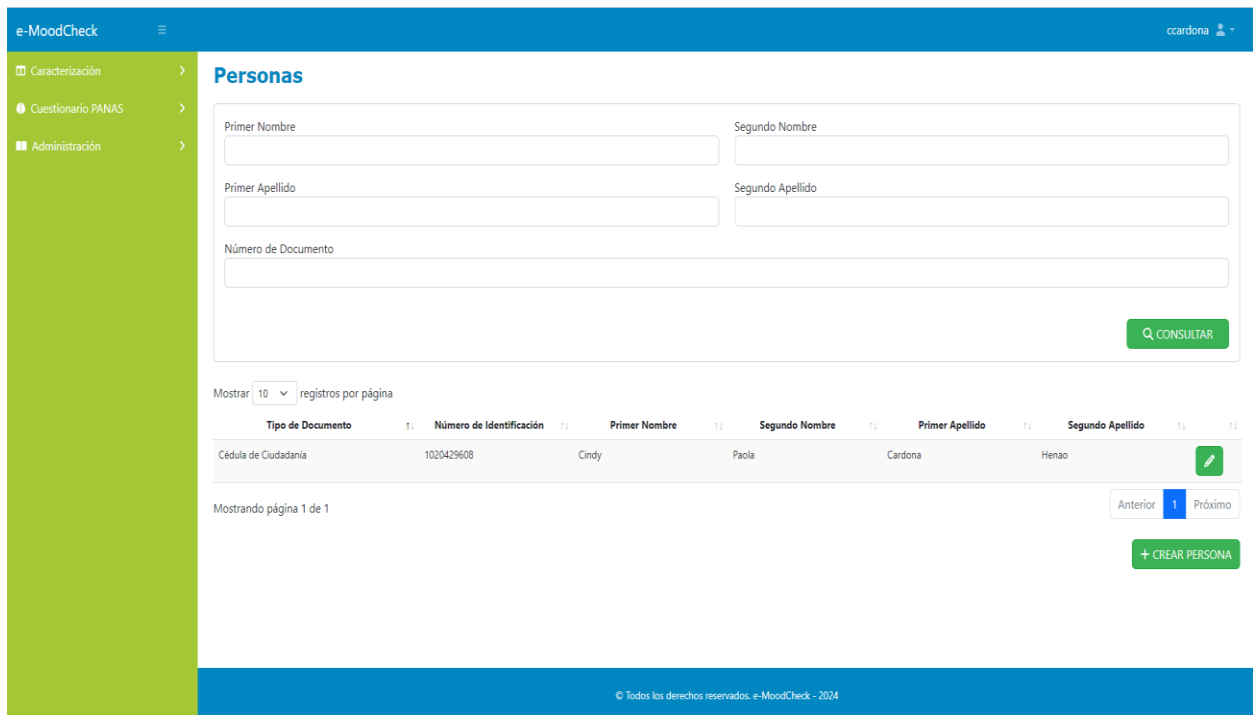 e-MoodCheck ccardona
Caracterización
Cuestionario PANAS
Administración
Personas
Primer Nombre Segundo Nombre
Primer Apellido Segundo Apellido
Número de Documento
CONSULTAR
Mostrar 10 registros por página
Tipo de Documento Número de Identificación Primer Nombre Segundo Nombre Primer Apellido Segundo Apellido
Cédula de Ciudadanía 1020429608 Cindy Paola Cardona Henao
Mostrando página 1 de 1 Anterior 1 Próximo
+ CREAR PERSONA
© Todos los derechos reservados. e-MoodCheck - 2024